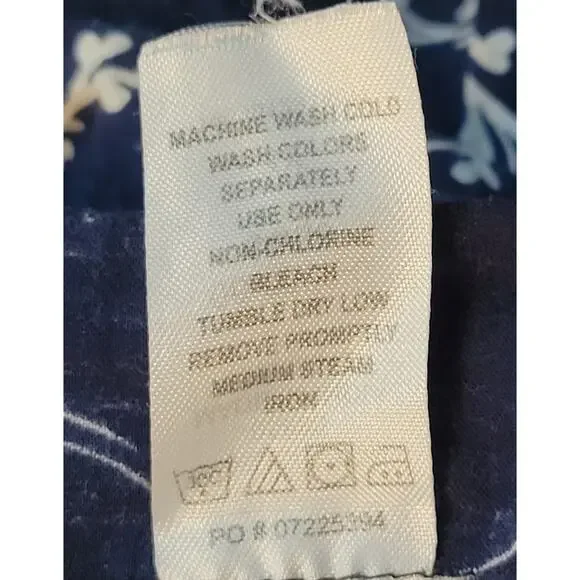 MACHINE WASH COLD
WASH COLORS
SEPARATELY
USE ONLY
NON-CHLORINE
BLEACH
TUMBLE DRY LOW
REMOVE PROMPTLY
MEDIUM STEAM
IRON
30C
PO # 07225394